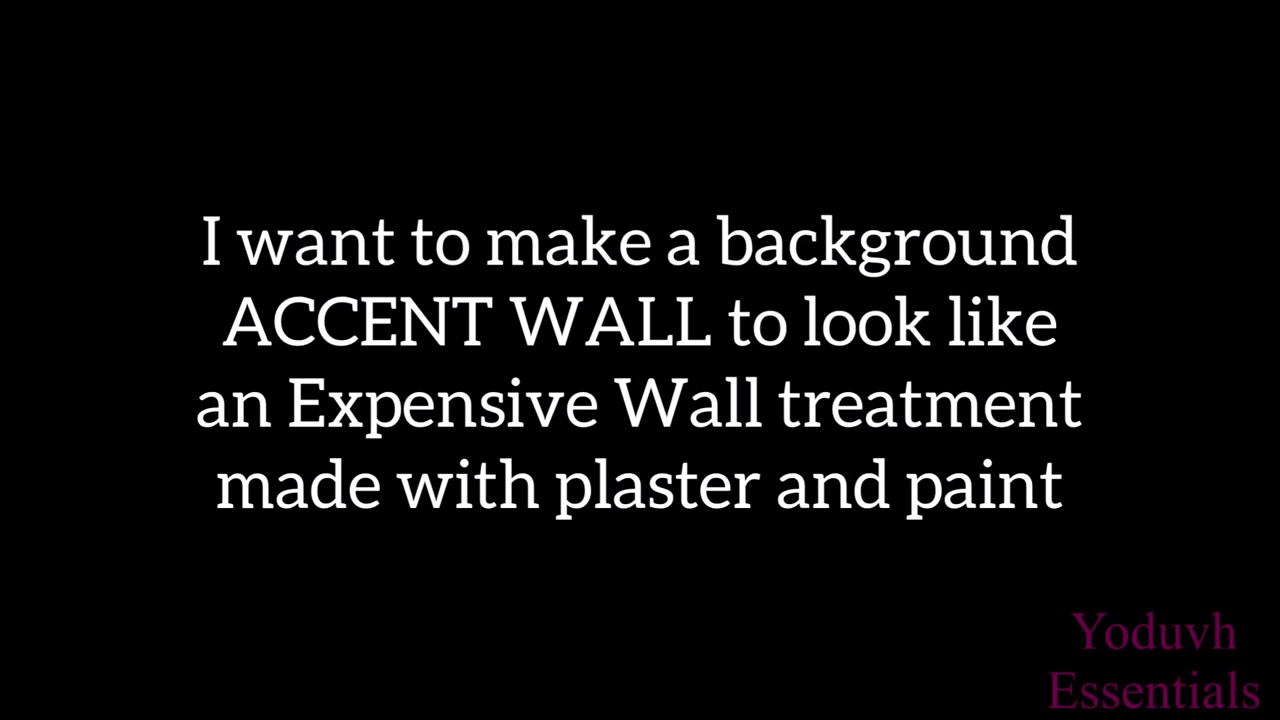 I want to make a background
ACCENT WALL to look like
an Expensive Wall treatment
made with plaster and paint
Yoduvh
Essentials